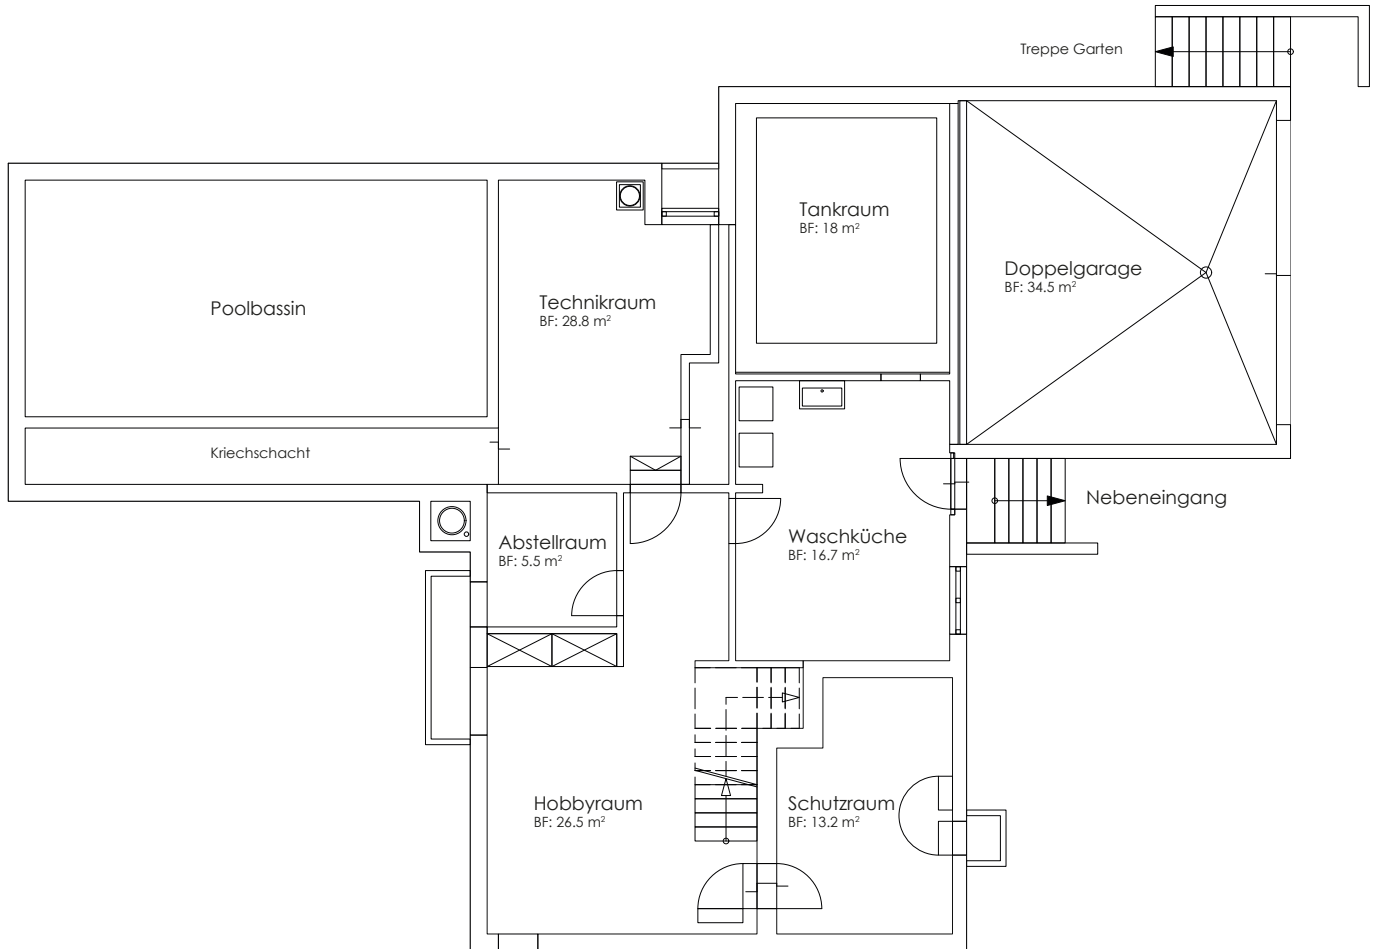 Treppe Garten
Tankraum
BF: 18 m²
Doppelgarage
BF: 34.5 m²
Poolbassin
Technikraum
BF: 28.8 m²
Kriechschacht
Nebeneingang
Abstellraum
BF: 5.5 m²
Waschküche
BF: 16.7 m²
Hobbyraum
BF: 26.5 m²
Schutzraum
BF: 13.2 m²